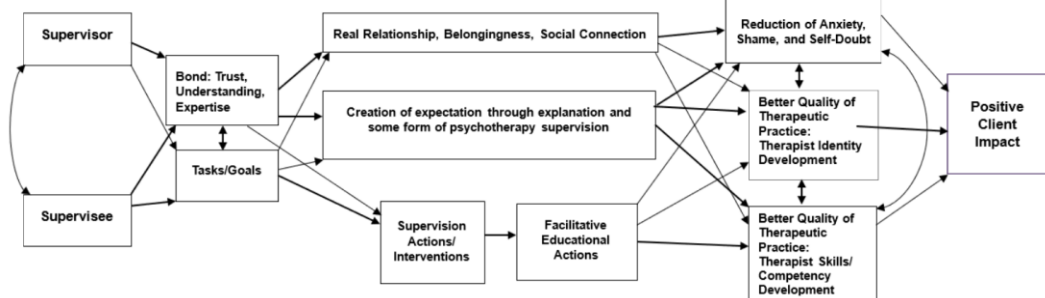 Supervisor
Supervisee
Bond: Trust,
Understanding,
Expertise
Tasks/Goals
Real Relationship, Belongingness, Social Connection
Creation of expectation through explanation and
some form of psychotherapy supervision
Supervision
Actions/
Interventions
Facilitative
Educational
Actions
Reduction of Anxiety,
Shame, and Self-Doubt
Better Quality of
Therapeutic
Practice:
Therapist Identity
Development
Better Quality of
Therapeutic
Practice:
Therapist Skills/
Competency
Development
Positive
Client
Impact